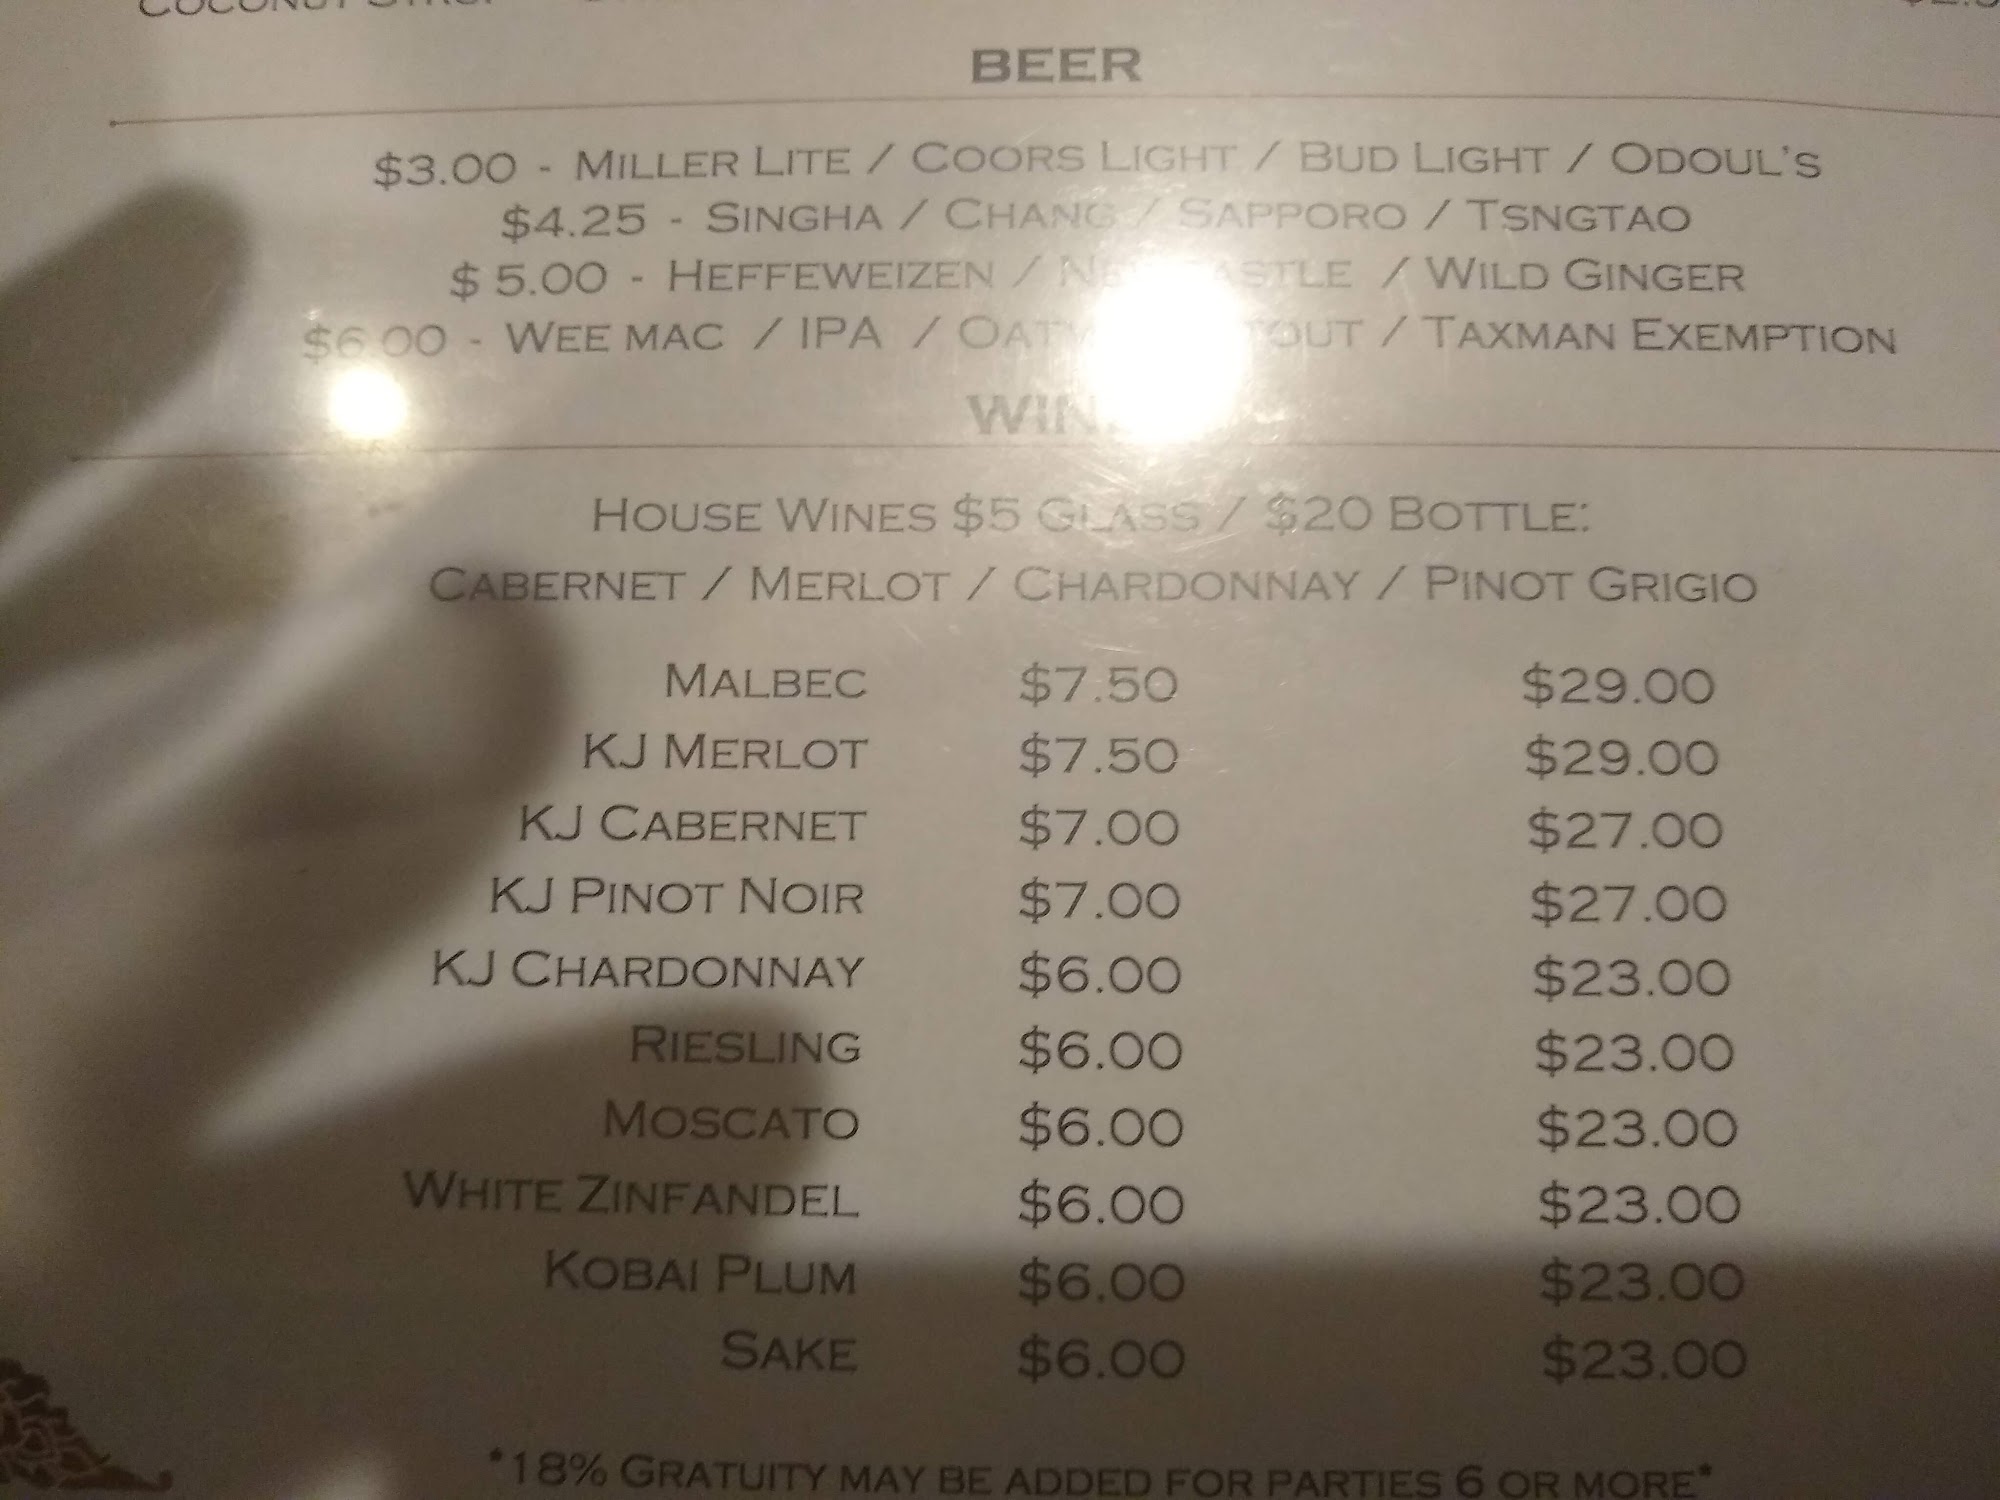 BEER
$3.00 - MILLER LITE / COORS LIGHT / BUD LIGHT / ODOUL'S
$4.25 - SINGHA / CHANG / SAPPORO / TSNGTAO
$5.00 - HEFFEWEIZEN / / WILD GINGER
$6.00 - WEE MAC / IPA / / TAXMAN EXEMPTION
HOUSE WINES $5 GLASS / $20 BOTTLE:
CABERNET / MERLOT / CHARDONNAY / PINOT GRIGIO
MALBEC $7.50 $29.00
KJ MERLOT $7.50 $29.00
KJ CABERNET $7.00 $27.00
KJ PINOT NOIR $7.00 $27.00
KJ CHARDONNAY $6.00 $23.00
RIESLING $6.00 $23.00
MOSCATO $6.00 $23.00
WHITE ZINFANDEL $6.00 $23.00
KOBAI PLUM $6.00 $23.00
SAKE $6.00 $23.00
*18% GRATUITY MAY BE ADDED FOR PARTIES 6 OR MORE*